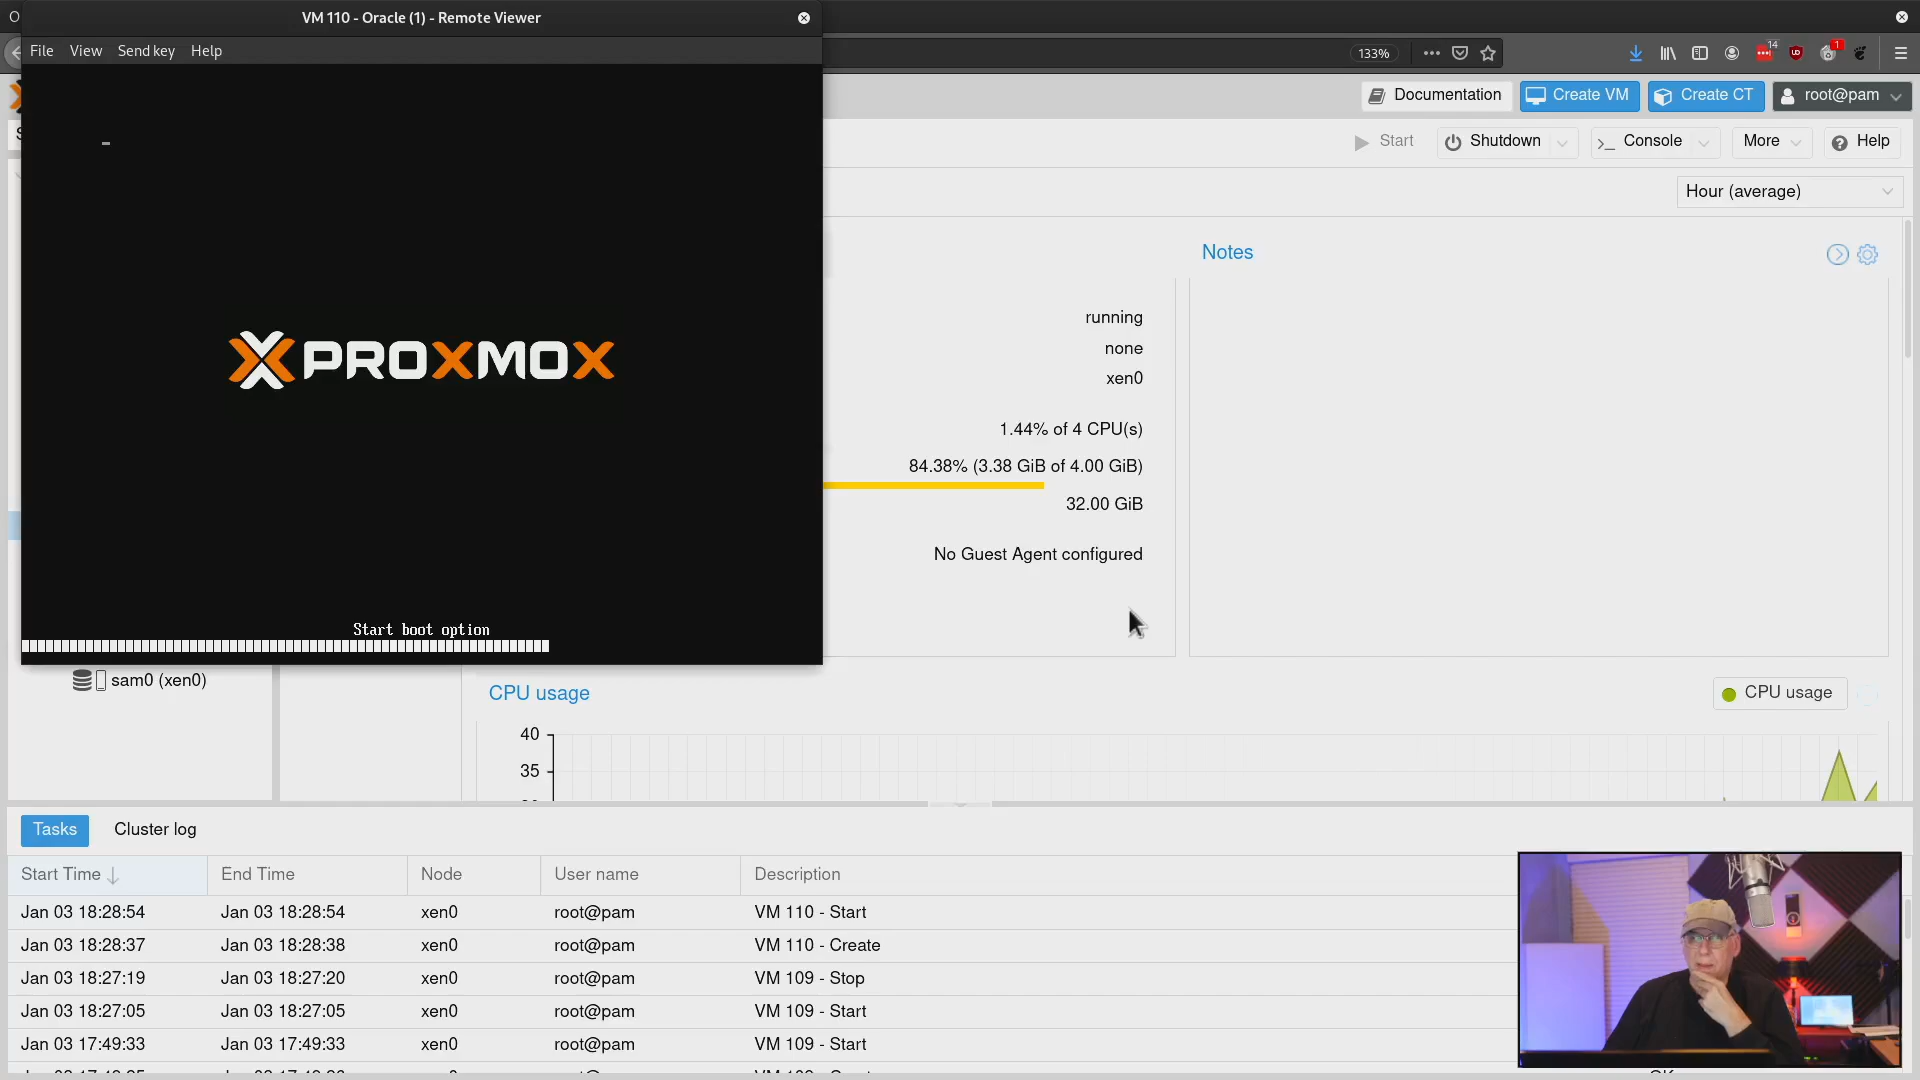 VM 110 - Oracle (1) - Remote Viewer
File View Send key Help
133%
14
1
PROXMOX
Start boot option
Documentation Create VM Create CT root@pam
Start Shutdown Console More Help
Hour (average)
Notes
running
none
xen0
1.44% of 4 CPU(s)
84.38% (3.38 GiB of 4.00 GiB)
32.00 GiB
No Guest Agent configured
sam0 (xen0)
CPU usage
CPU usage
40
35
Tasks Cluster log
Start Time End Time Node User name Description
Jan 03 18:28:54 Jan 03 18:28:54 xen0 root@pam VM 110 - Start
Jan 03 18:28:37 Jan 03 18:28:38 xen0 root@pam VM 110 - Create
Jan 03 18:27:19 Jan 03 18:27:20 xen0 root@pam VM 109 - Stop
Jan 03 18:27:05 Jan 03 18:27:05 xen0 root@pam VM 109 - Start
Jan 03 17:49:33 Jan 03 17:49:33 xen0 root@pam VM 109 - Start